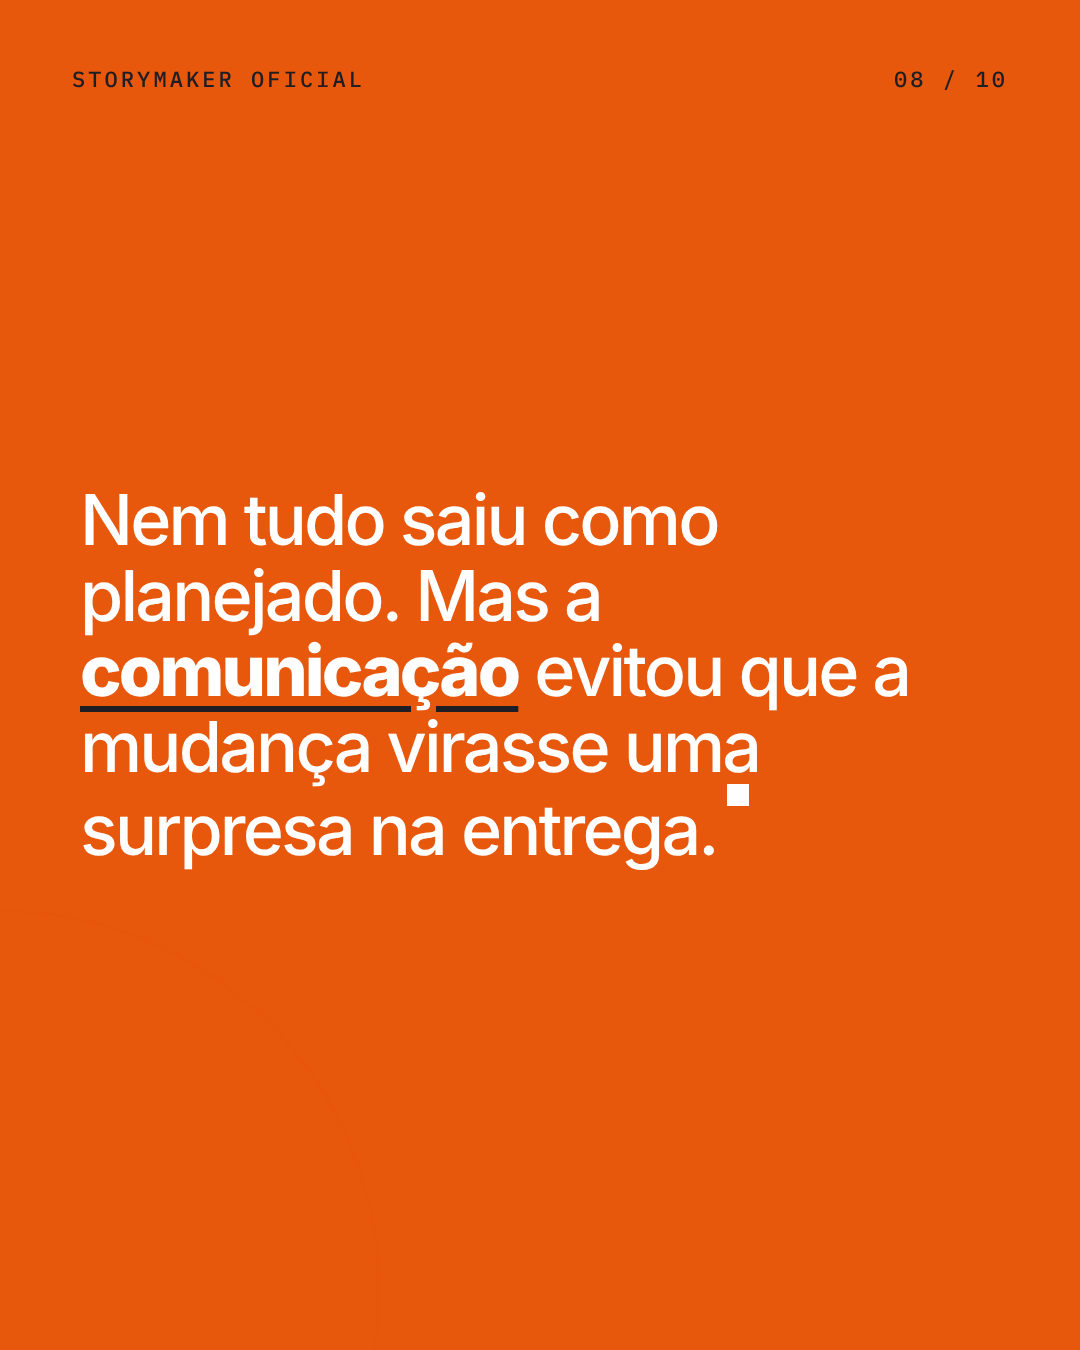 STORYMAKER OFICIAL
08 / 10
Nem tudo saiu como
planejado. Mas a
comunicação evitou que a
mudança virasse uma
surpresa na entrega.